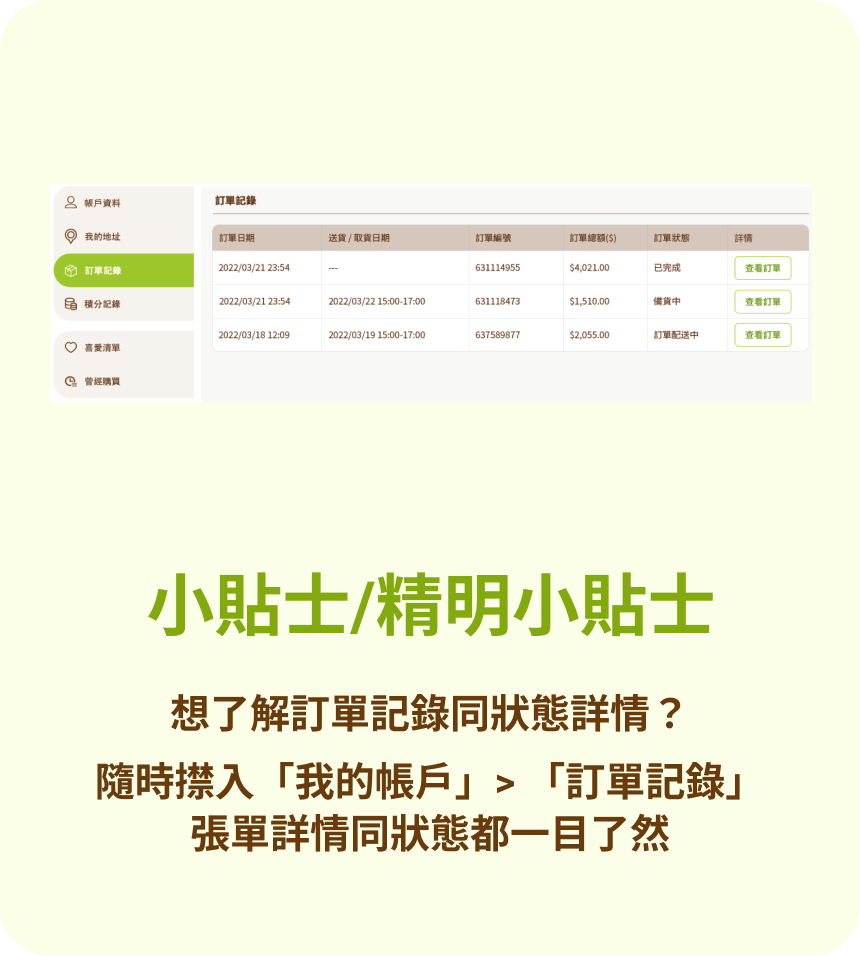 帳戶資料
我的地址
訂單記錄
積分記錄
喜愛清單
曾經購買
訂單記錄
訂單日期 送貨 / 取貨日期 訂單編號 訂單總額($) 訂單狀態 詳情
2022/03/21 23:54 --- 631114955 $4,021.00 已完成 查看訂單
2022/03/21 23:54 2022/03/22 15:00-17:00 631118473 $1,510.00 備貨中 查看訂單
2022/03/18 12:09 2022/03/19 15:00-17:00 637589877 $2,055.00 訂單配送中 查看訂單
小貼士/精明小貼士
想了解訂單記錄同狀態詳情？
隨時㩒入「我的帳戶」> 「訂單記錄」
張單詳情同狀態都一目了然